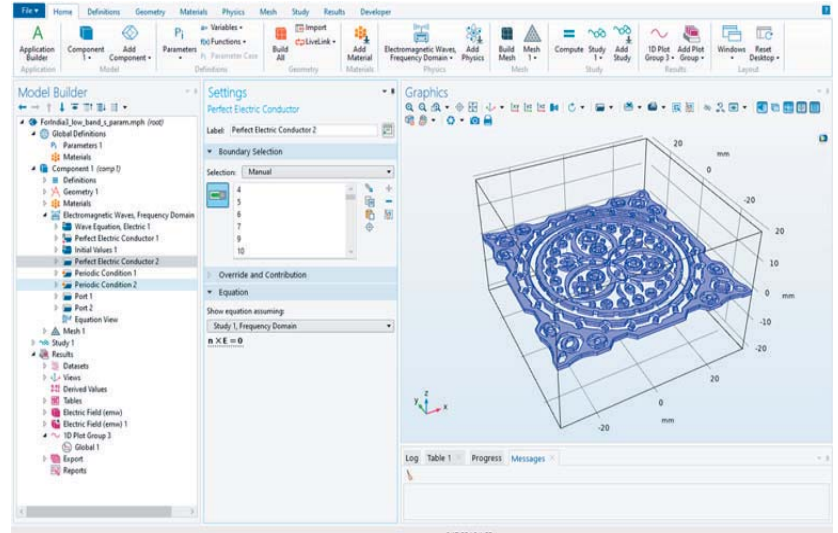 File Home Definitions Geometry Materials Physics Mesh Study Results Developer
Application Builder
Component 1
Add Component
Parameters
Variables
Functions
Parameter Case
Build All
Import
LiveLink
Add Material
Electromagnetic Waves, Frequency Domain
Add Physics
Build Mesh
Mesh 1
Compute
Study 1
Add Study
1D Plot Group 3
Add Plot Group
Windows
Reset Desktop
Application Model Definitions Geometry Materials Physics Mesh Study Results Layout
Model Builder
ForIndia3_low_band_s_param.mph (root)
Global Definitions
Parameters 1
Materials
Component 1 (comp1)
Definitions
Geometry 1
Materials
Electromagnetic Waves, Frequency Domain
Wave Equation, Electric 1
Perfect Electric Conductor 1
Initial Values 1
Perfect Electric Conductor 2
Periodic Condition 1
Periodic Condition 2
Port 1
Port 2
Equation View
Mesh 1
Study 1
Results
Datasets
Views
Derived Values
Tables
Electric Field (emw)
Electric Field (emw) 1
1D Plot Group 3
Global 1
Export
Reports
Settings
Perfect Electric Conductor
Label: Perfect Electric Conductor 2
Boundary Selection
Selection: Manual
4
5
6
7
9
10
Override and Contribution
Equation
Show equation assuming:
Study 1, Frequency Domain
n × E = 0
Graphics
20
0
-20
mm
20
10
0
-10
-20
mm
20
0
-20
mm
z
y
x
Log Table 1 Progress Messages